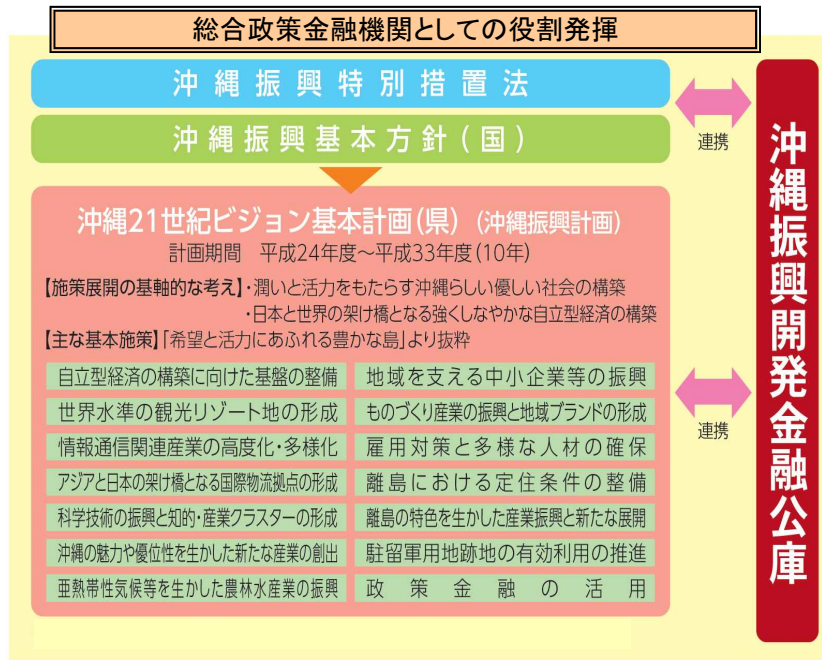 総合政策金融機関としての役割発揮
沖縄振興特別措置法
沖縄振興基本方針(国)
連携
沖縄21世紀ビジョン基本計画(県)(沖縄振興計画)
計画期間 平成24年度～平成33年度(10年)
【施策展開の基軸的な考え】・潤いと活力をもたらす沖縄らしい優しい社会の構築
・日本と世界の架け橋となる強くしなやかな自立型経済の構築
【主な基本施策】「希望と活力にあふれる豊かな島」より抜粋
自立型経済の構築に向けた基盤の整備
世界水準の観光リゾート地の形成
情報通信関連産業の高度化・多様化
アジアと日本の架け橋となる国際物流拠点の形成
科学技術の振興と知的・産業クラスターの形成
沖縄の魅力や優位性を生かした新たな産業の創出
亜熱帯性気候等を生かした農林水産業の振興
地域を支える中小企業等の振興
ものづくり産業の振興と地域ブランドの形成
雇用対策と多様な人材の確保
離島における定住条件の整備
離島の特色を生かした産業振興と新たな展開
駐留軍用地跡地の有効利用の推進
政策金融の活用
連携
沖縄振興開発金融公庫